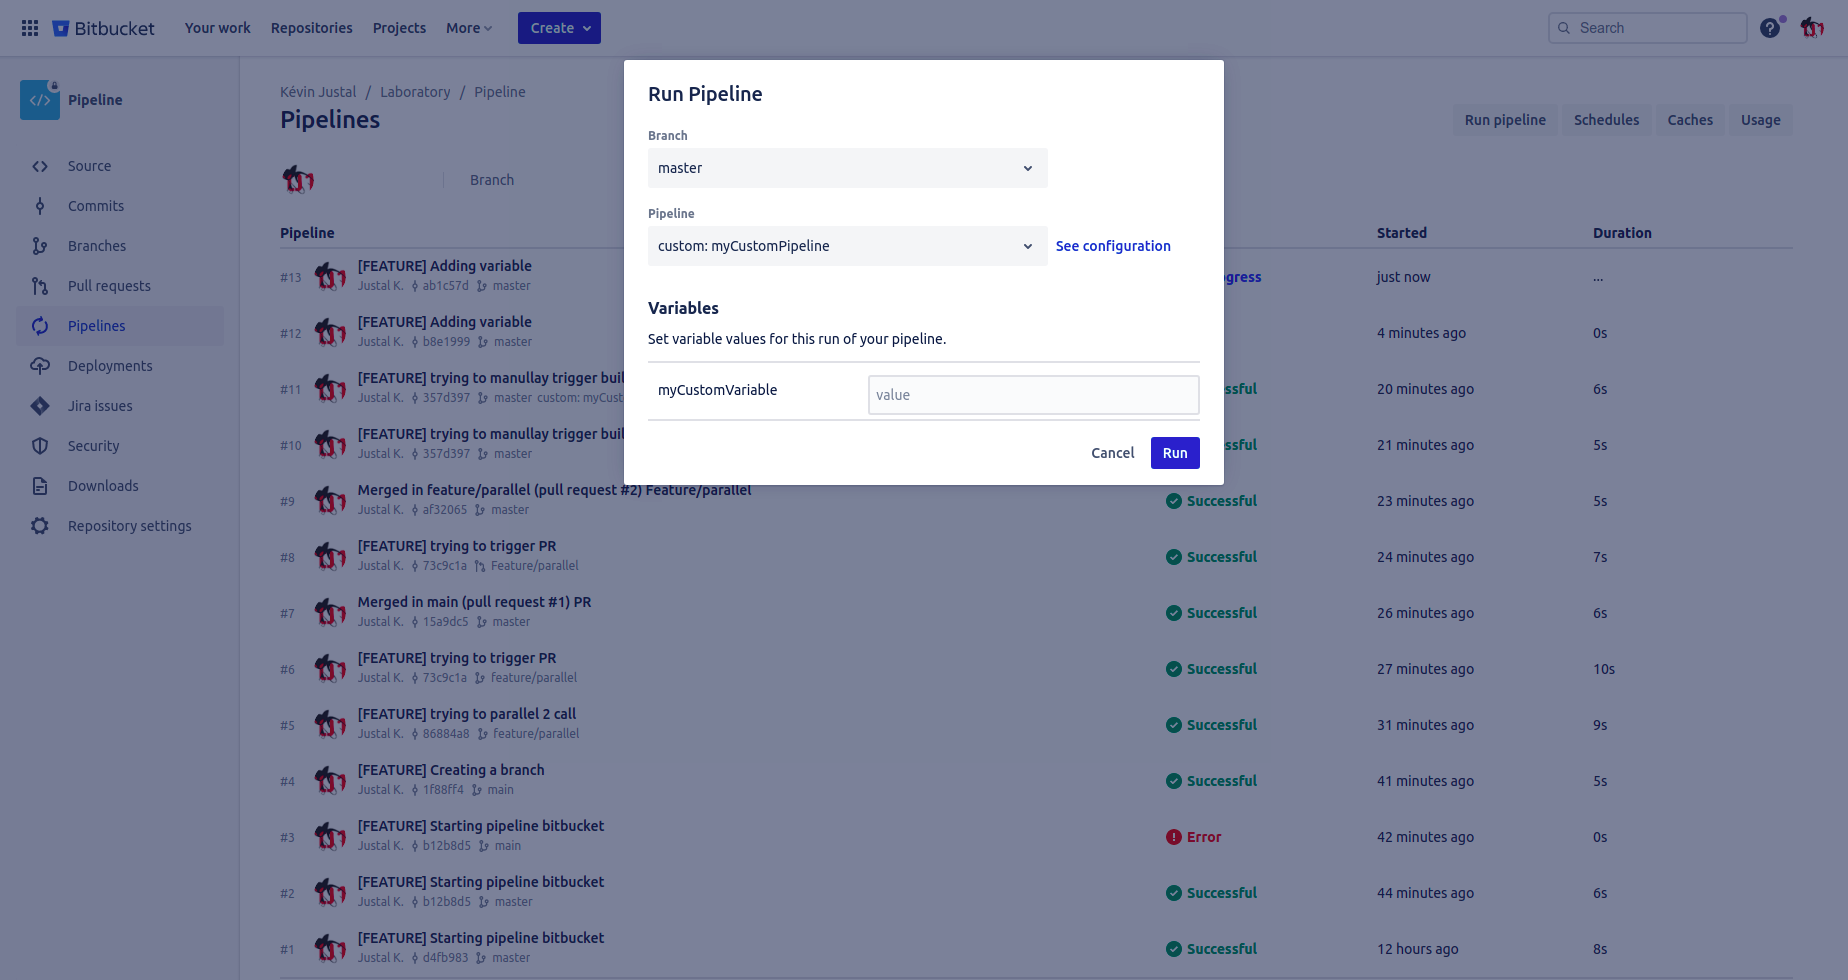 Bitbucket
Your work
Repositories
Projects
More
Create
Search
?
Pipeline
Source
Commits
Branches
Pull requests
Pipelines
Deployments
Jira issues
Security
Downloads
Repository settings
Kévin Justal / Laboratory / Pipeline
Pipelines
Run pipeline
Schedules
Caches
Usage
Branch
Pipeline
Started
Duration
#13 [FEATURE] Adding variable
Justal K. ab1c57d master
just now
...
#12 [FEATURE] Adding variable
Justal K. b8e1999 master
4 minutes ago
0s
#11 [FEATURE] trying to manullay trigger
Justal K. 357d397 master custom:
20 minutes ago
6s
#10 [FEATURE] trying to manullay trigger
Justal K. 357d397 master
21 minutes ago
5s
#9 Merged in feature/parallel (pull request #2) Feature/parallel
Justal K. af32065 master
Successful
23 minutes ago
5s
#8 [FEATURE] trying to trigger PR
Justal K. 73c9c1a Feature/parallel
Successful
24 minutes ago
7s
#7 Merged in main (pull request #1) PR
Justal K. 15a9dc5 master
Successful
26 minutes ago
6s
#6 [FEATURE] trying to trigger PR
Justal K. 73c9c1a feature/parallel
Successful
27 minutes ago
10s
#5 [FEATURE] trying to parallel 2 call
Justal K. 86884a8 feature/parallel
Successful
31 minutes ago
9s
#4 [FEATURE] Creating a branch
Justal K. 1f88ff4 main
Successful
41 minutes ago
5s
#3 [FEATURE] Starting pipeline bitbucket
Justal K. b12b8d5 main
Error
42 minutes ago
0s
#2 [FEATURE] Starting pipeline bitbucket
Justal K. b12b8d5 master
Successful
44 minutes ago
6s
#1 [FEATURE] Starting pipeline bitbucket
Justal K. d4fb983 master
Successful
12 hours ago
8s
Run Pipeline
Branch
master
Pipeline
custom: myCustomPipeline
See configuration
Variables
Set variable values for this run of your pipeline.
myCustomVariable
value
Cancel
Run